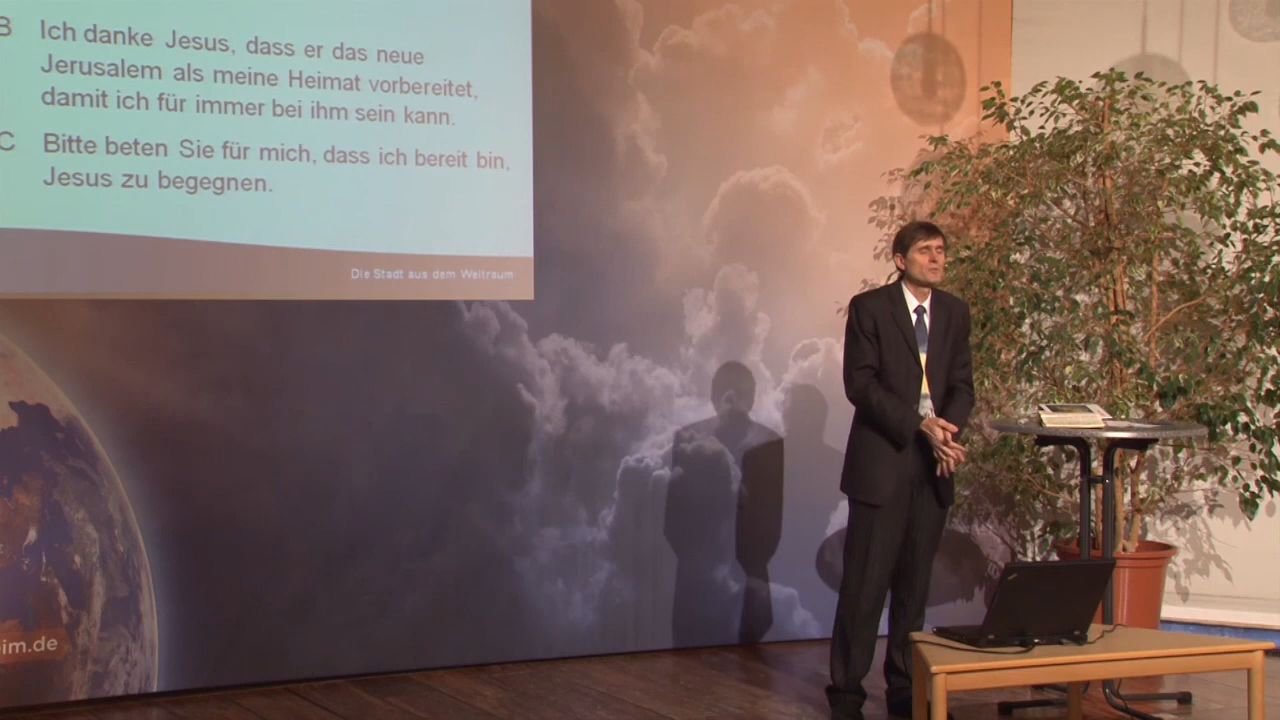 B Ich danke Jesus, dass er das neue
Jerusalem als meine Heimat vorbereitet,
damit ich für immer bei ihm sein kann.
C Bitte beten Sie für mich, dass ich bereit bin,
Jesus zu begegnen.
Die Stadt aus dem Weltraum
im.de